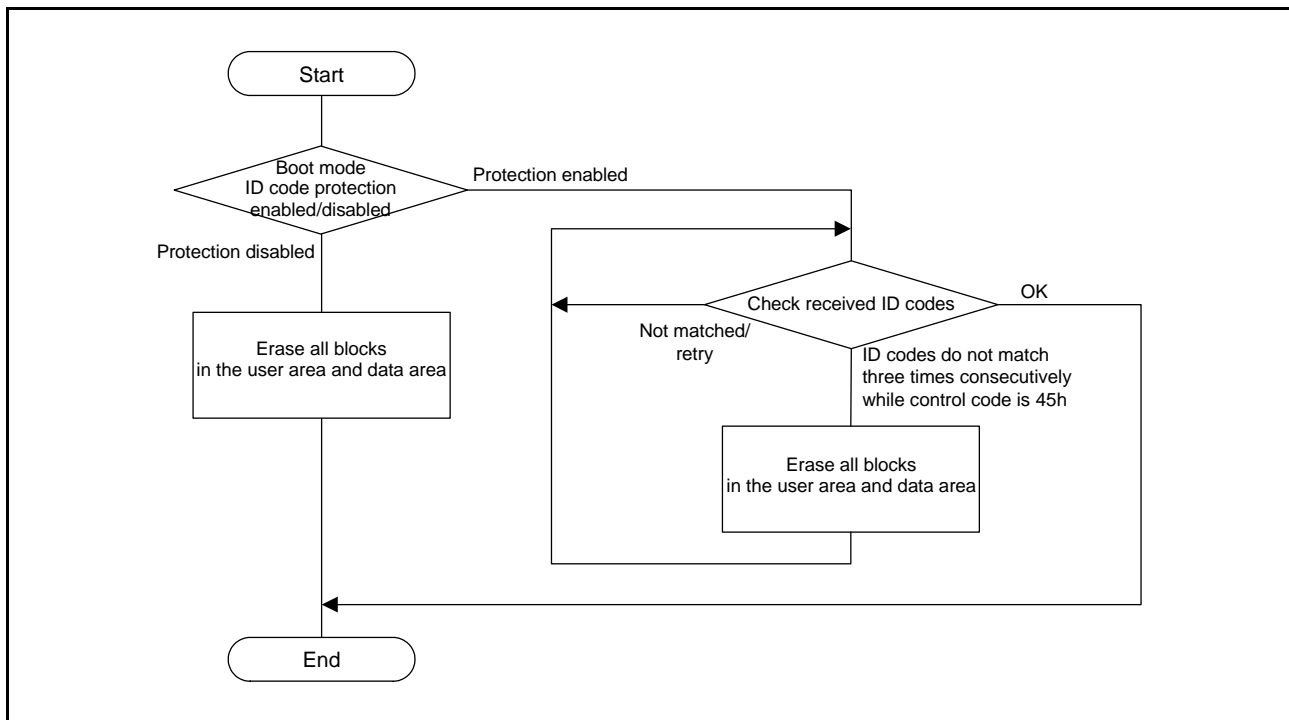 Start
Boot mode
ID code protection
enabled/disabled
Protection enabled
Protection disabled
Erase all blocks
in the user area and data area
Check received ID codes
OK
Not matched/
retry
ID codes do not match
three times consecutively
while control code is 45h
Erase all blocks
in the user area and data area
End